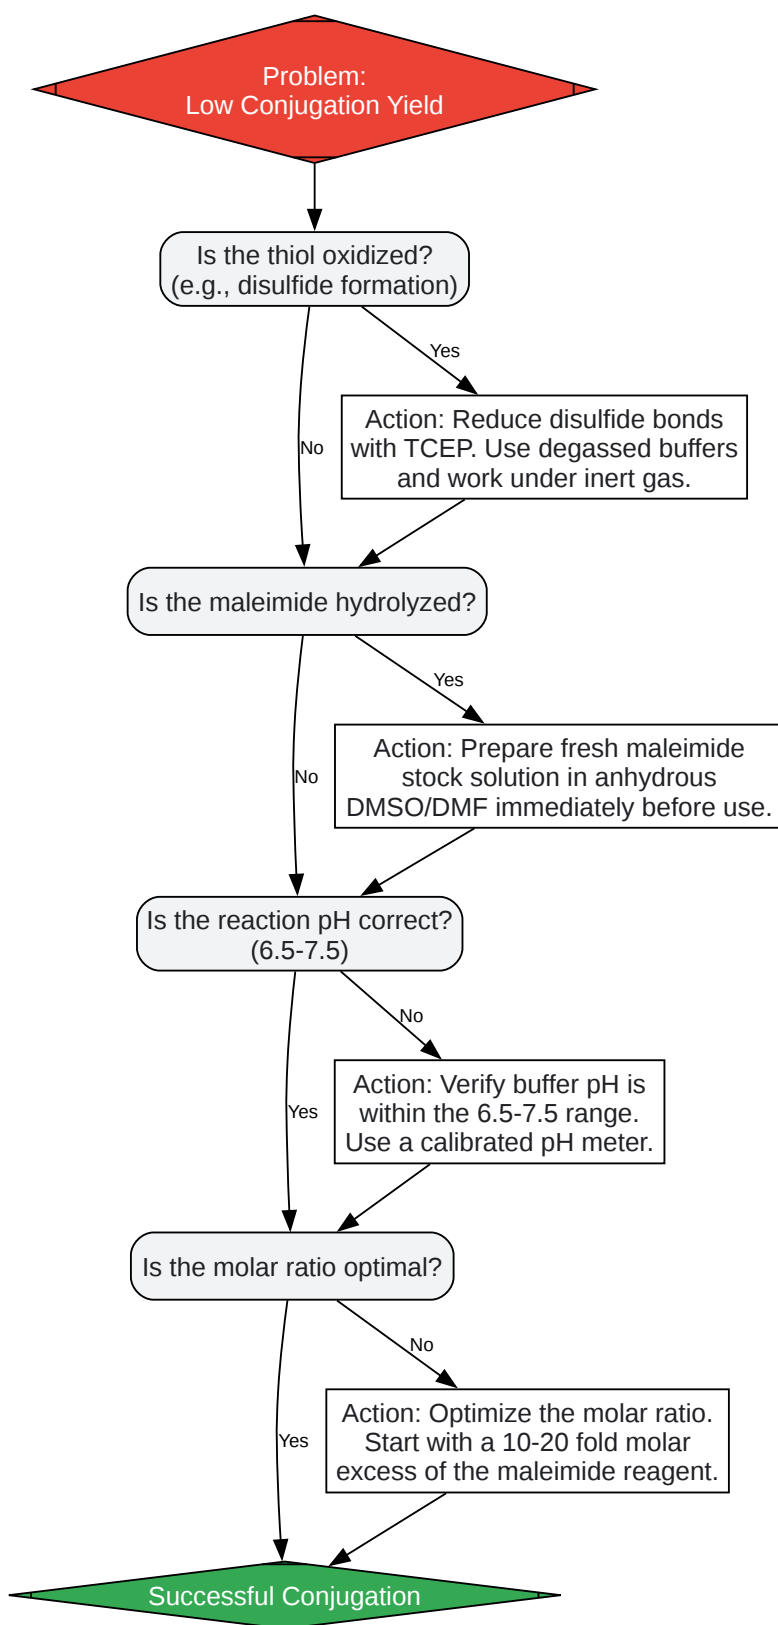 Problem:
Low Conjugation Yield
Is the thiol oxidized?
(e.g., disulfide formation)
Yes
No
Action: Reduce disulfide bonds
with TCEP. Use degassed buffers
and work under inert gas.
Is the maleimide hydrolyzed?
Yes
No
Action: Prepare fresh maleimide
stock solution in anhydrous
DMSO/DMF immediately before use.
Is the reaction pH correct?
(6.5-7.5)
No
Yes
Action: Verify buffer pH is
within the 6.5-7.5 range.
Use a calibrated pH meter.
Is the molar ratio optimal?
No
Yes
Action: Optimize the molar ratio.
Start with a 10-20 fold molar
excess of the maleimide reagent.
Successful Conjugation